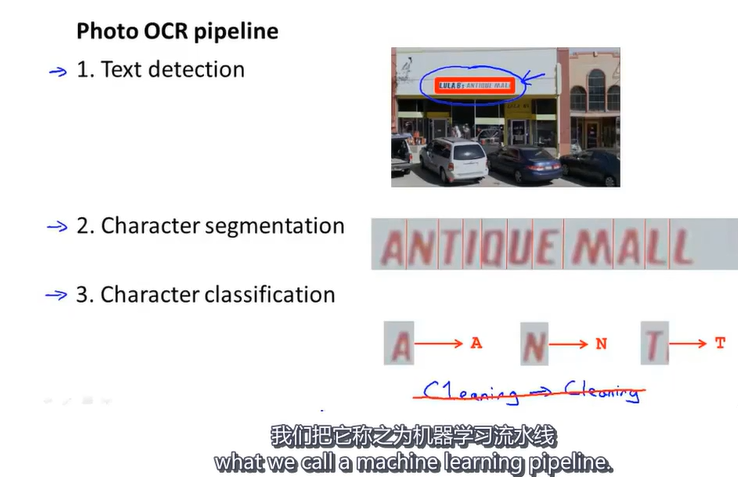 Photo OCR pipeline
1. Text detection
LULA B's ANTIQUE MALL
2. Character segmentation
ANTIQUE MALL
3. Character classification
A → A N → N T → T
Cleaning → Cleaning
我们把它称之为机器学习流水线
what we call a machine learning pipeline.